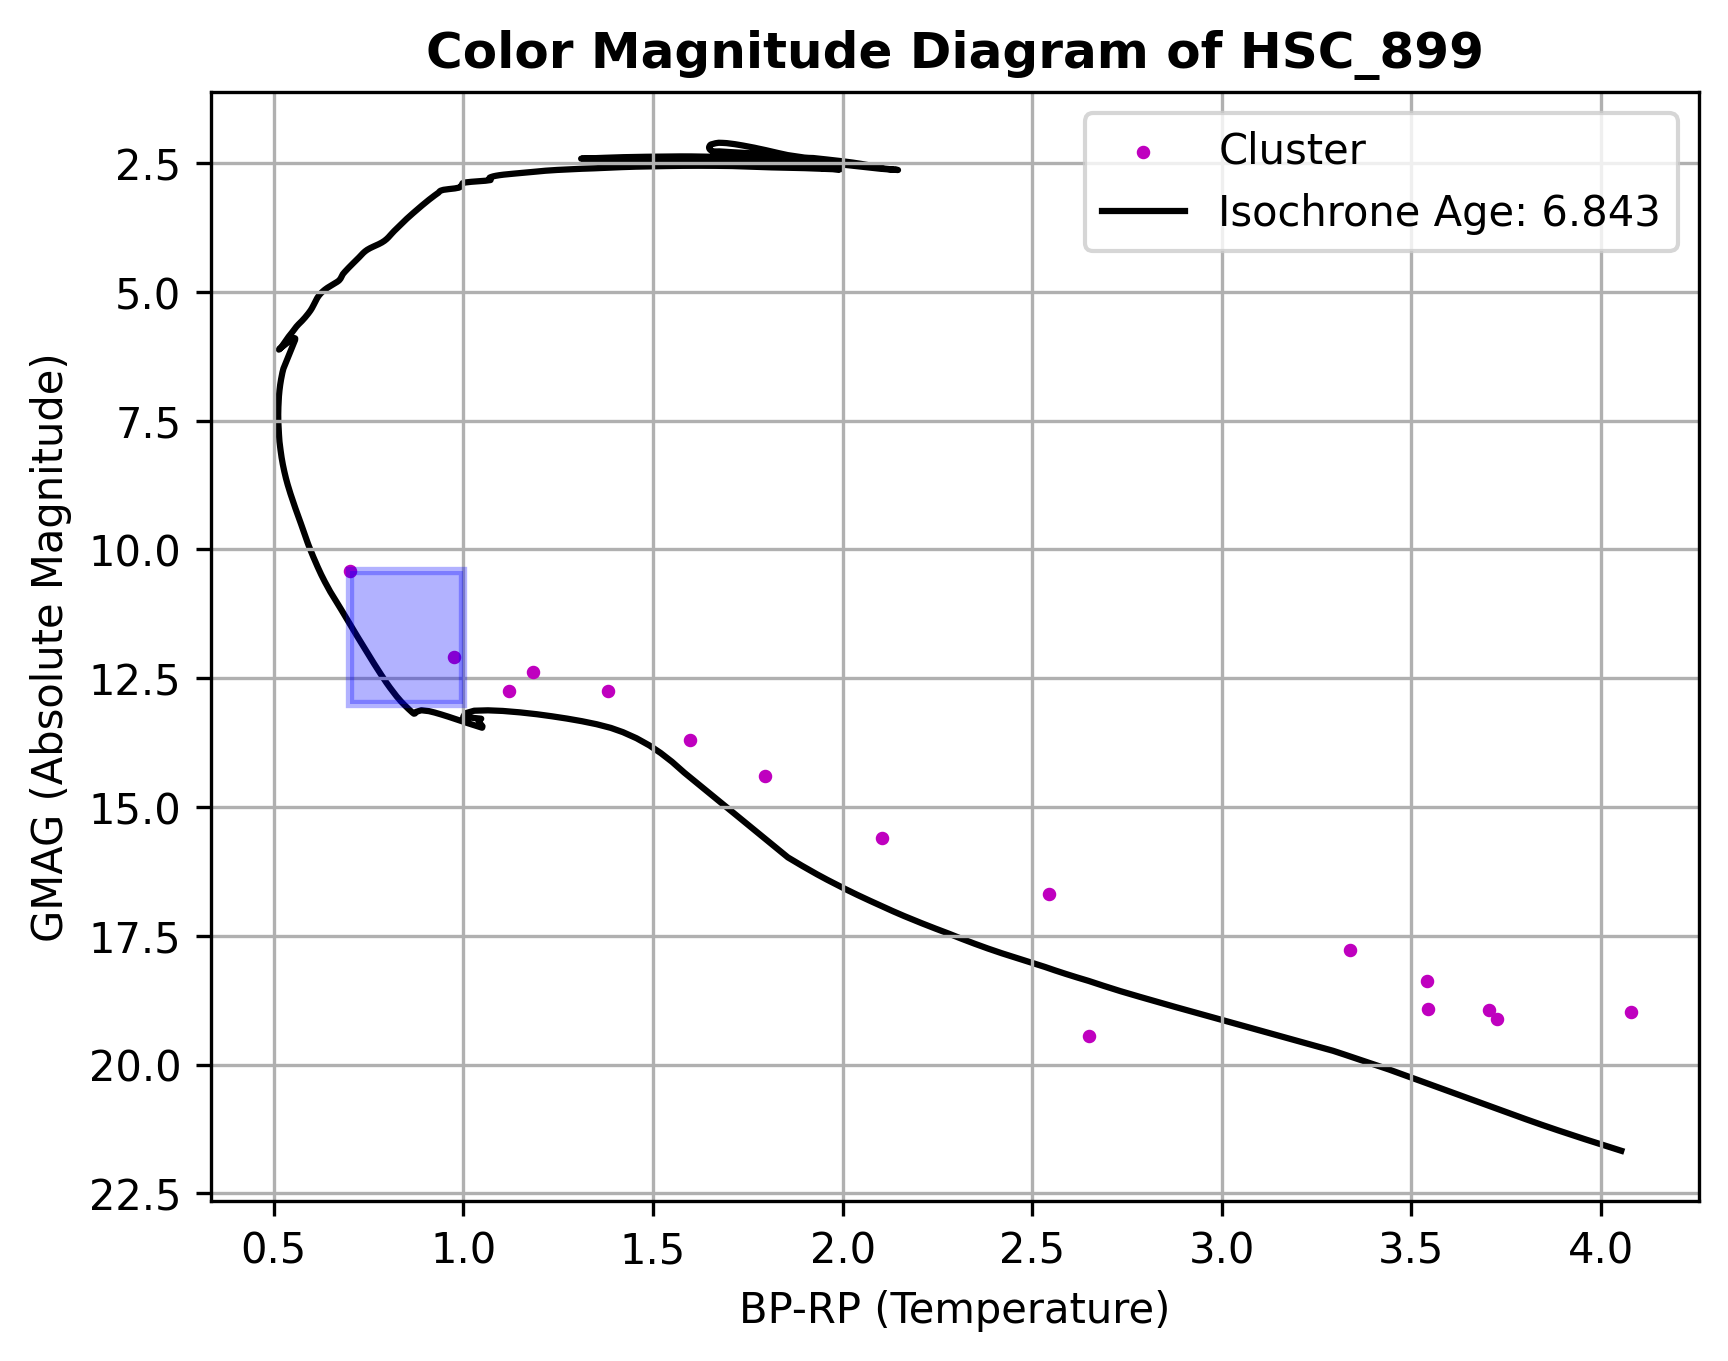 Color Magnitude Diagram of HSC_899
Cluster
Isochrone Age: 6.843
GMAG (Absolute Magnitude)
2.5
5.0
7.5
10.0
12.5
15.0
17.5
20.0
22.5
0.5 1.0 1.5 2.0 2.5 3.0 3.5 4.0
BP-RP (Temperature)